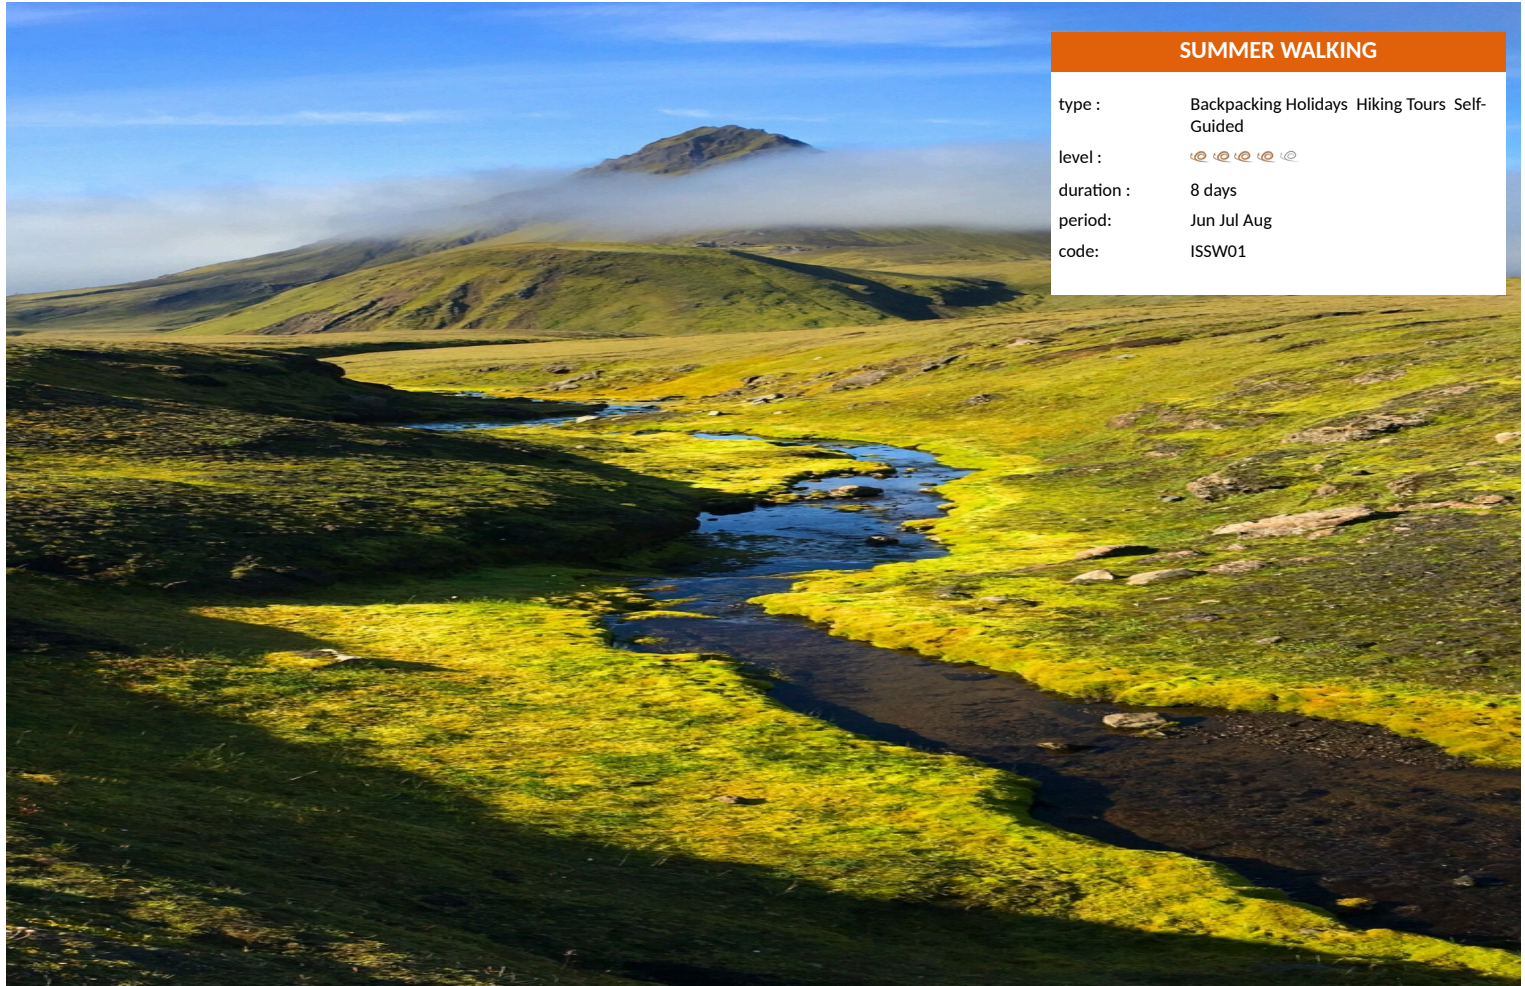 SUMMER WALKING
type : Backpacking Holidays Hiking Tours Self-
Guided
level :
duration : 8 days
period: Jun Jul Aug
code: ISSW01